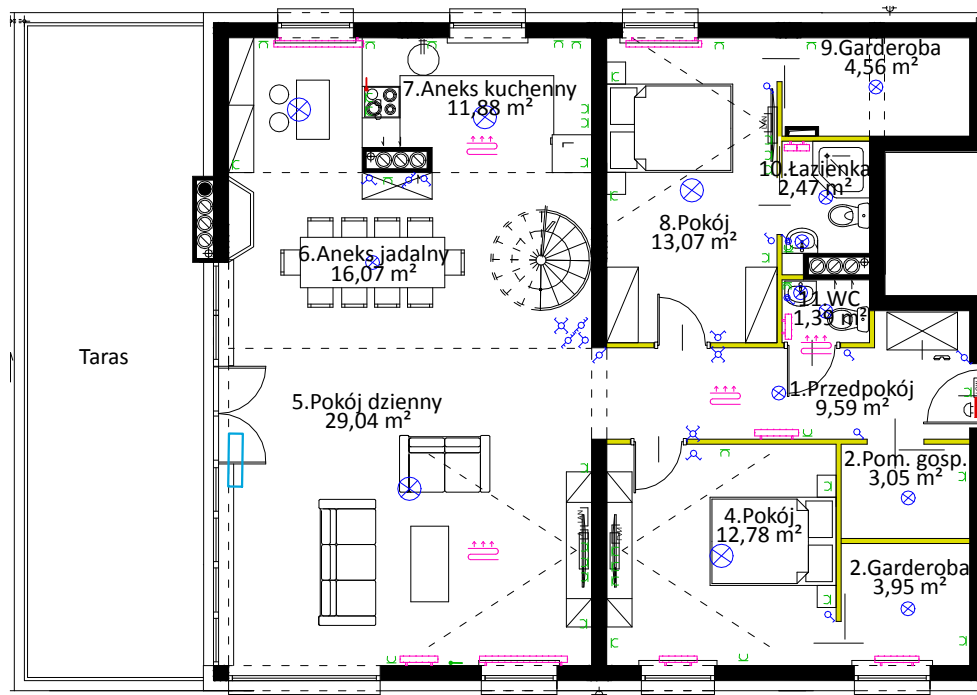 9.Garderoba
4,56 m²
7.Aneks kuchenny
11,88 m²
10.Łazienka
2,47 m²
8.Pokój
13,07 m²
6.Aneks jadalny
16,07 m²
11.WC
1,39 m²
Taras
1.Przedpokój
9,59 m²
5.Pokój dzienny
29,04 m²
2.Pom. gosp.
3,05 m²
4.Pokój
12,78 m²
2.Garderoba
3,95 m²